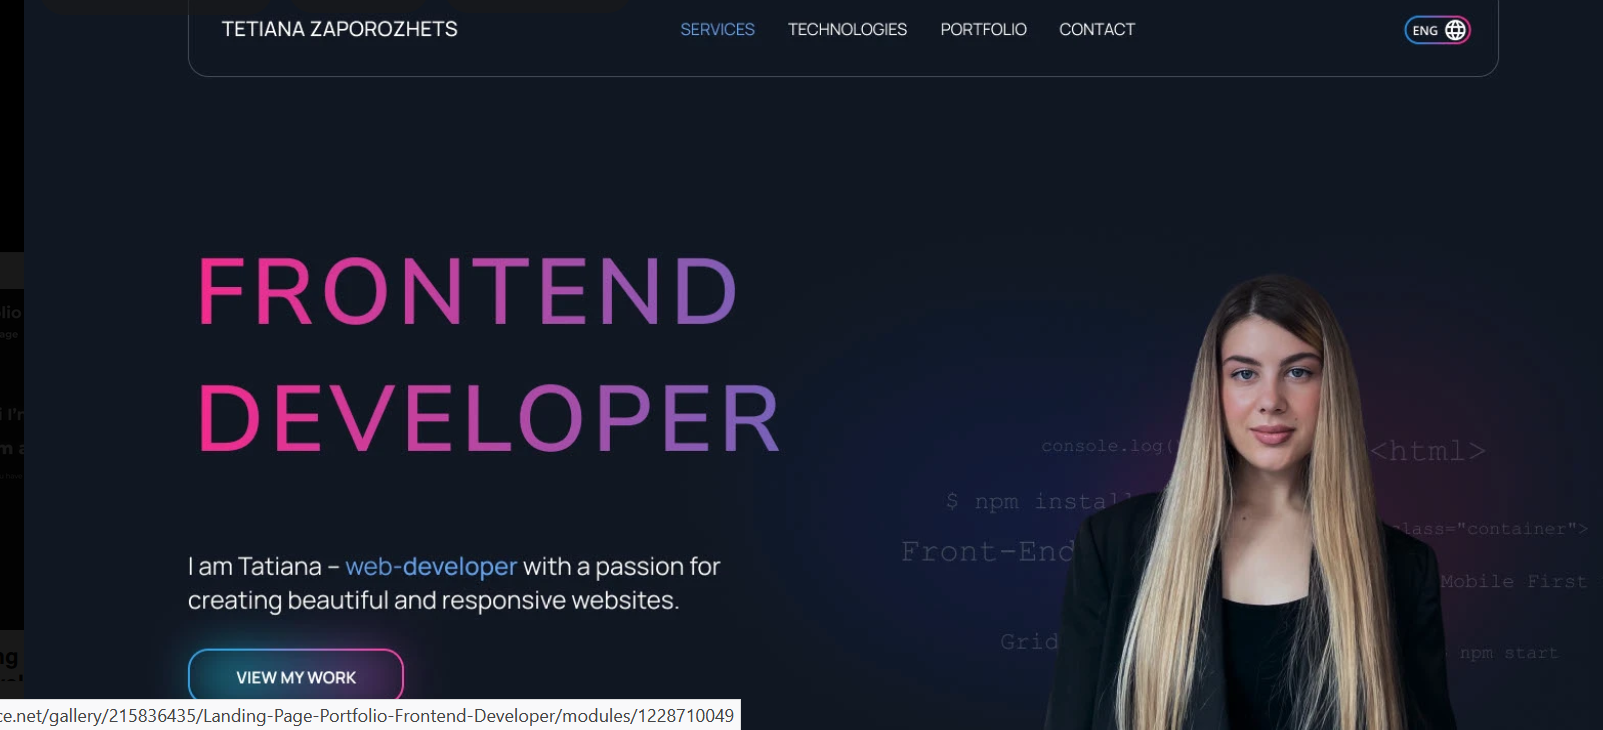 TETIANA ZAPOROZHETS
SERVICES TECHNOLOGIES PORTFOLIO CONTACT
ENG
FRONTEND
DEVELOPER
I am Tatiana – web-developer with a passion for
creating beautiful and responsive websites.
VIEW MY WORK
console.log(
<html>
$ npm install
Front-End
class="container">
Mobile First
Grid
npm start
ce.net/gallery/215836435/Landing-Page-Portfolio-Frontend-Developer/modules/1228710049